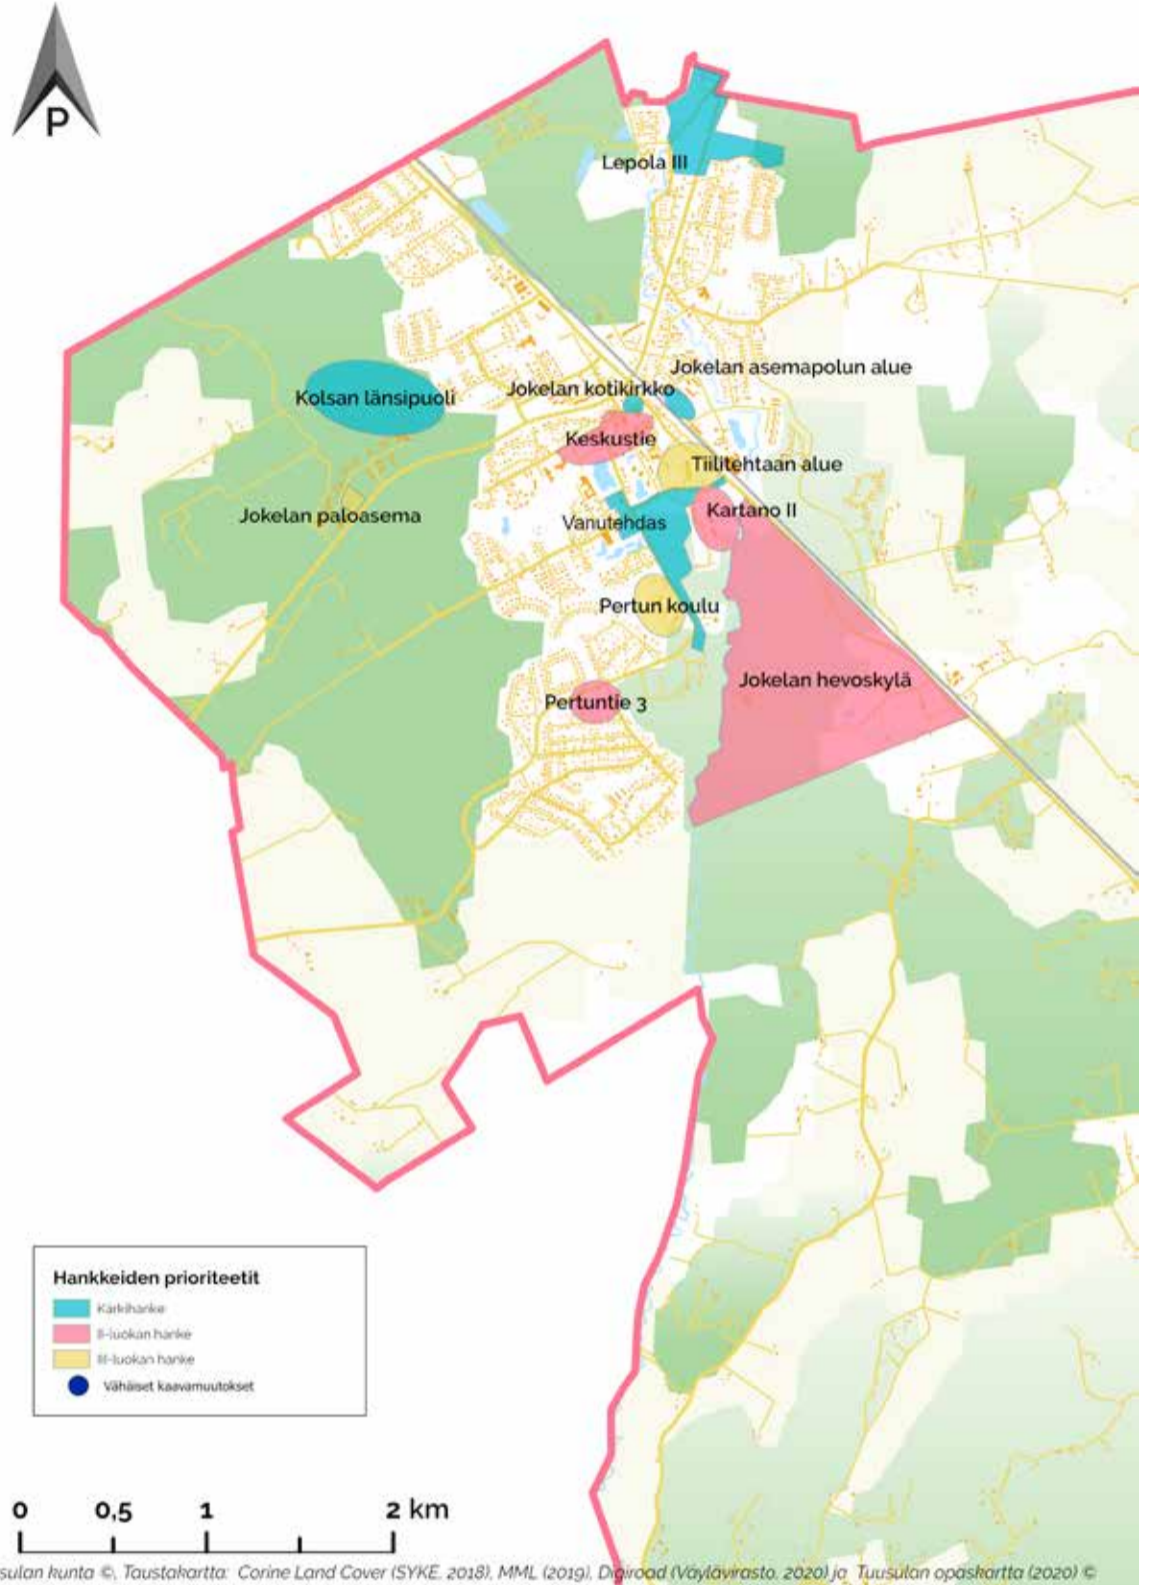 P
Lepola III
Jokelan asemapolun alue
Kolsan länsipuoli
Jokelan kotikirkko
Keskustie
Tiilitehtaan alue
Jokelan paloasema
Vanutehdas
Kartano II
Pertun koulu
Jokelan hevoskylä
Pertuntie 3
Hankkeiden prioriteetit
Kärkihanke
II-luokan hanke
III-luokan hanke
Vähäiset kaavamuutokset
0 0,5 1 2 km
sulan kunta ©, Taustakartta: Corine Land Cover (SYKE, 2018), MML (2019), Digiroad (Väylävirasto, 2020) ja Tuusulan opaskartta (2020) ©